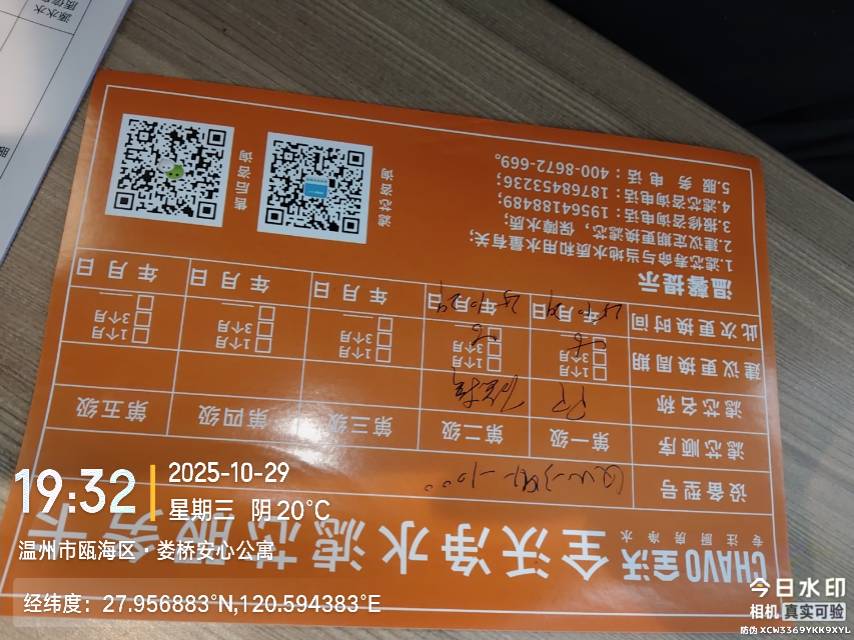 CHAVO全沃 全沃净水滤芯服务卡
专注厨房净水
设备型号
滤芯顺序 第一级 第二级 第三级 第四级 第五级
滤芯名称 PP
建议更换周期 □1个月 □1个月 □1个月 □1个月 □1个月
□3个月 □3个月 □3个月 □3个月 □3个月
此次更换时间 年月日 年月日 年月日 年月日 年月日
25 10 29 25 10 29
温馨提示
1.滤芯寿命与当地水质和用水量有关;
2.建议定期更换滤芯,保障水质;
3.报修咨询电话:19564188489;
4.滤芯咨询电话:18768453236;
5.服务电话:400-8672-669。
滤芯咨询
售后咨询
源水水
19:32
2025-10-29
星期三 阴 20°C
温州市瓯海区·娄桥安心公寓
经纬度:27.956883°N,120.594383°E
今日水印
相机 真实可验
防伪 XCW3369YKK9XYL